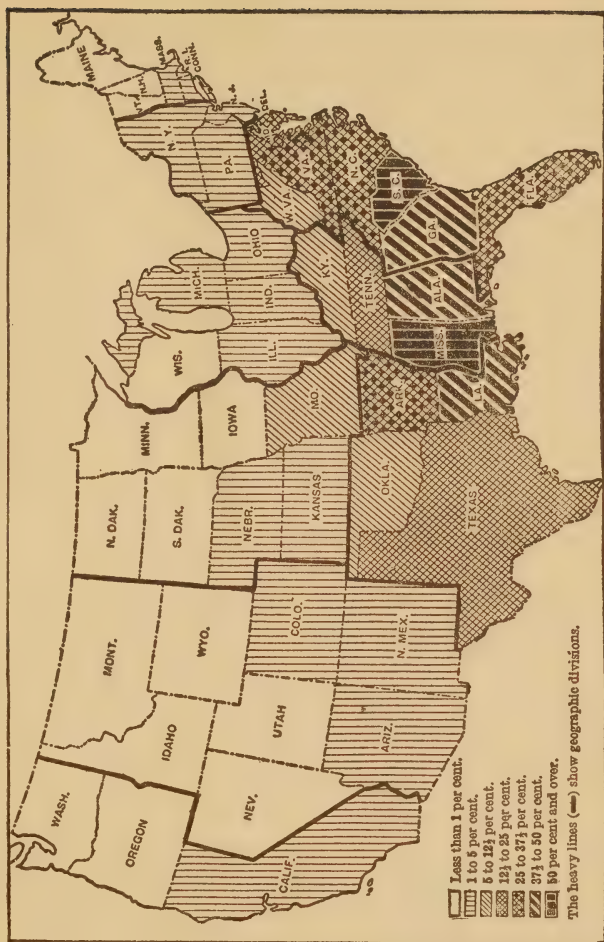 WASH.
OREGON
CALIF.
NEV.
IDAHO
MONT.
WYO.
UTAH
ARIZ.
COLO.
N. MEX.
N. DAK.
S. DAK.
NEBR.
KANSAS
OKLA.
TEXAS
MINN.
IOWA
MO.
ARK.
LA.
WIS.
MICH.
ILL.
IND.
OHIO
KY.
TENN.
MISS.
ALA.
GA.
FLA.
S. C.
N. C.
VA.
W. VA.
DEL.
N. J.
PA.
N. Y.
CONN.
R. I.
MASS.
VT.
N.H.
MAINE
Less than 1 per cent.
1 to 5 per cent.
5 to 12½ per cent.
12½ to 25 per cent.
25 to 37½ per cent.
37½ to 50 per cent.
50 per cent and over.
The heavy lines (▬) show geographic divisions.